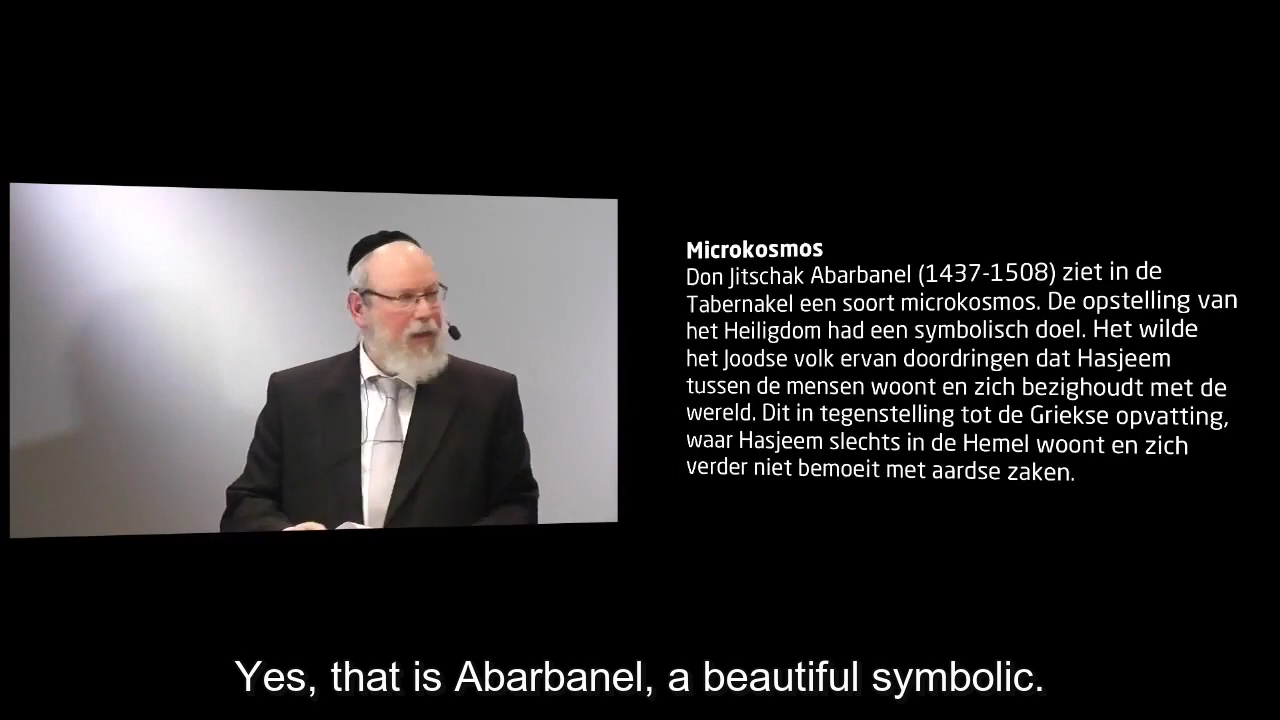 Microkosmos
Don Jitschak Abarbanel (1437-1508) ziet in de
Tabernakel een soort microkosmos. De opstelling van
het Heiligdom had een symbolisch doel. Het wilde
het Joodse volk ervan doordringen dat Hasjeem
tussen de mensen woont en zich bezighoudt met de
wereld. Dit in tegenstelling tot de Griekse opvatting,
waar Hasjeem slechts in de Hemel woont en zich
verder niet bemoeit met aardse zaken.
Yes, that is Abarbanel, a beautiful symbolic.